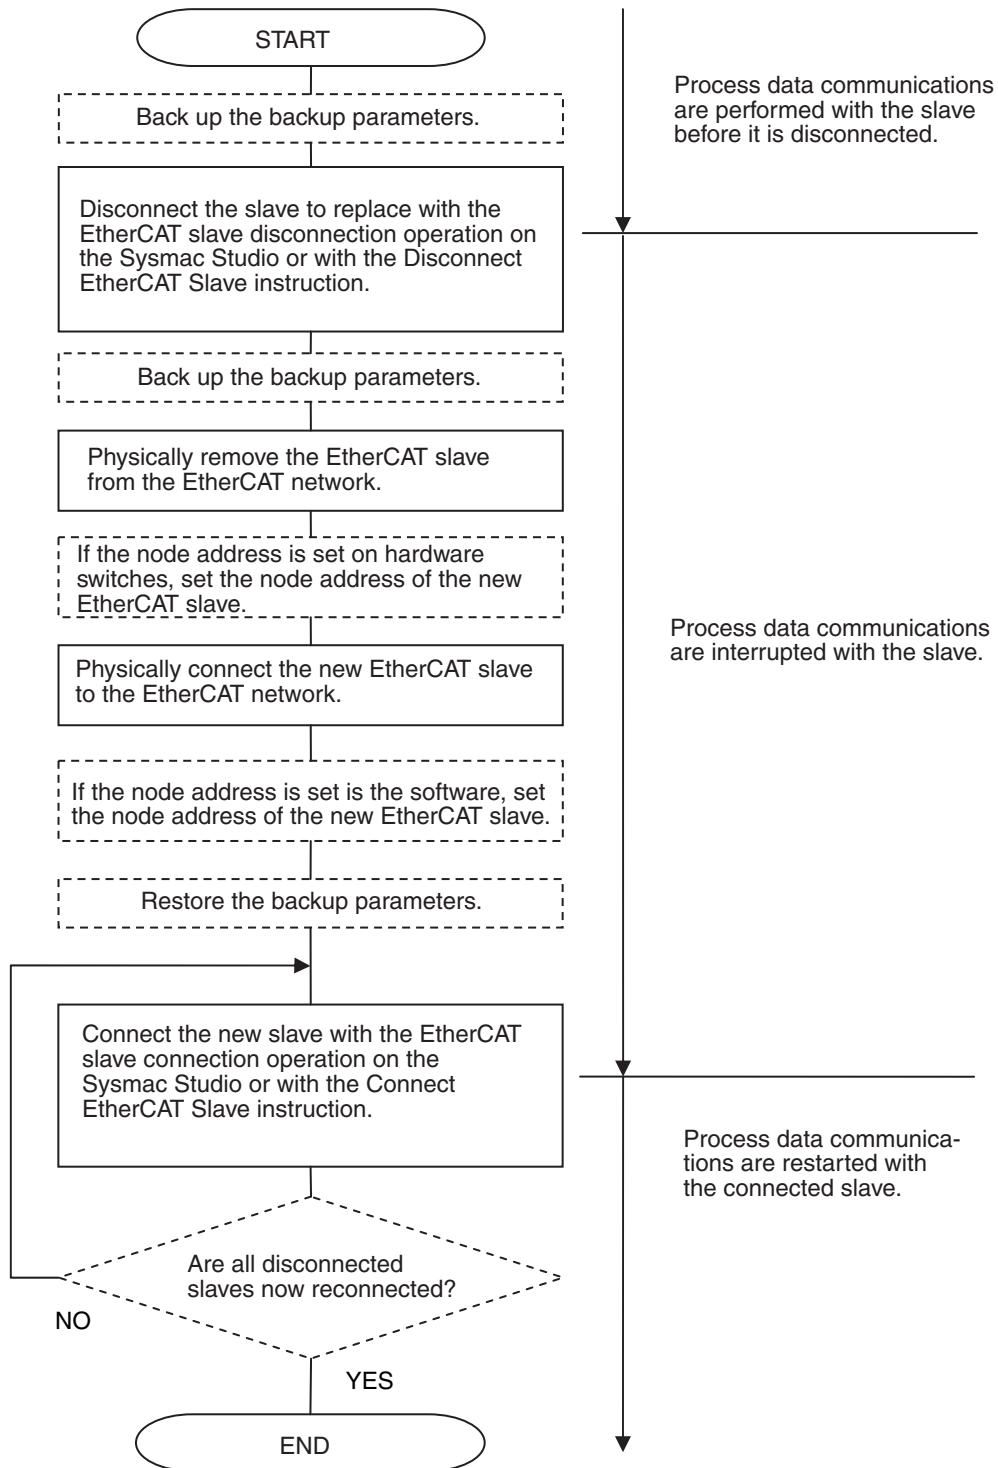 START
Process data communications
are performed with the slave
before it is disconnected.
Back up the backup parameters.
Disconnect the slave to replace with the
EtherCAT slave disconnection operation on
the Sysmac Studio or with the Disconnect
EtherCAT Slave instruction.
Back up the backup parameters.
Physically remove the EtherCAT slave
from the EtherCAT network.
If the node address is set on hardware
switches, set the node address of the new
EtherCAT slave.
Process data communications
are interrupted with the slave.
Physically connect the new EtherCAT slave
to the EtherCAT network.
If the node address is set is the software, set
the node address of the new EtherCAT slave.
Restore the backup parameters.
Connect the new slave with the EtherCAT
slave connection operation on the
Sysmac Studio or with the Connect
EtherCAT Slave instruction.
Process data communica-
tions are restarted with
the connected slave.
Are all disconnected
slaves now reconnected?
NO
YES
END